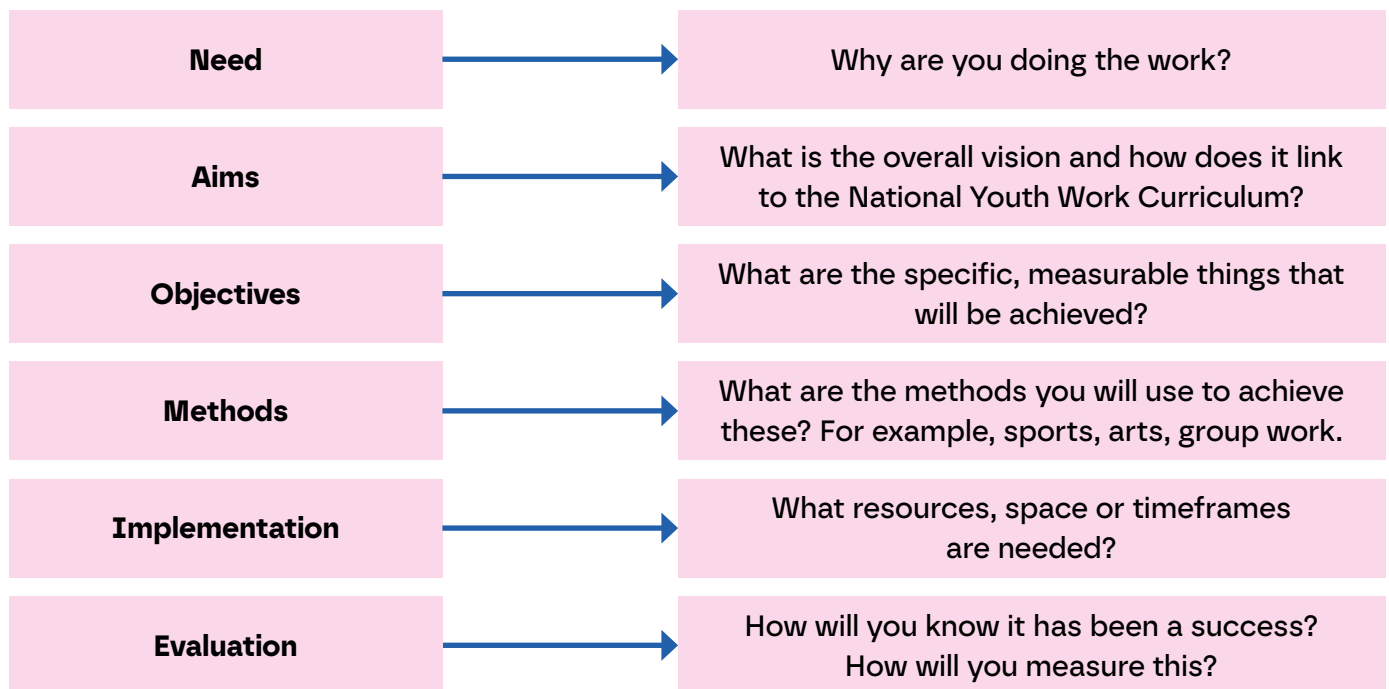 Need
Why are you doing the work?
Aims
What is the overall vision and how does it link
to the National Youth Work Curriculum?
Objectives
What are the specific, measurable things that
will be achieved?
Methods
What are the methods you will use to achieve
these? For example, sports, arts, group work.
Implementation
What resources, space or timeframes
are needed?
Evaluation
How will you know it has been a success?
How will you measure this?